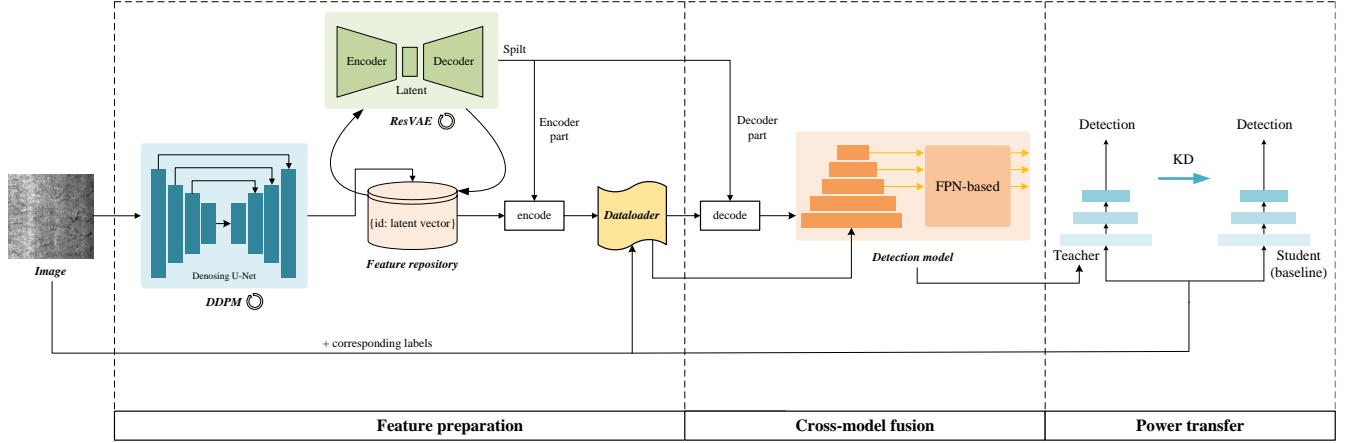 Encoder
Decoder
Latent
ResVAE
Spilt
Encoder
part
Decoder
part
Image
Denosing U-Net
DDPM
{id: latent vector}
Feature repository
encode
Dataloader
decode
FPN-based
Detection model
Detection
KD
Detection
Teacher
Student
(baseline)
+ corresponding labels
Feature preparation
Cross-model fusion
Power transfer